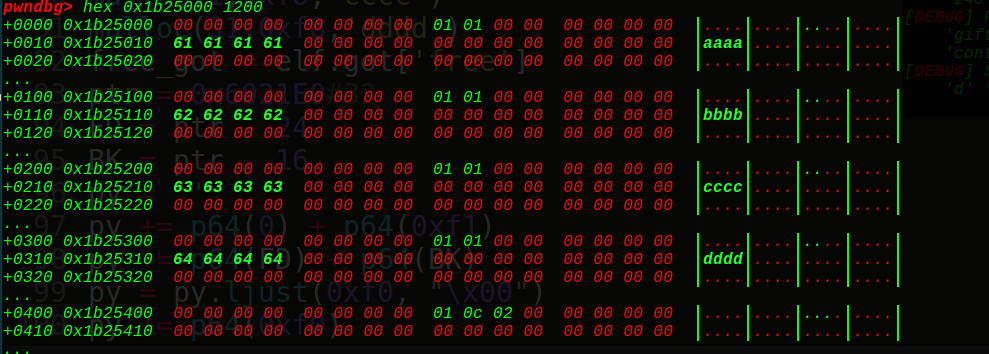 pwndbg> hex 0x1b25000 1200
+0000 0x1b25000 00 00 00 00 00 00 00 00 01 01 00 00 00 00 00 00 |....|....|....|....|
+0010 0x1b25010 61 61 61 61 00 00 00 00 00 00 00 00 00 00 00 00 |aaaa|....|....|....|
+0020 0x1b25020 00 00 00 00 00 00 00 00 00 00 00 00 00 00 00 00 |....|....|....|....|
...
+0100 0x1b25100 00 00 00 00 00 00 00 00 01 01 00 00 00 00 00 00 |....|....|....|....|
+0110 0x1b25110 62 62 62 62 00 00 00 00 00 00 00 00 00 00 00 00 |bbbb|....|....|....|
+0120 0x1b25120 00 00 00 00 00 00 00 00 00 00 00 00 00 00 00 00 |....|....|....|....|
...
+0200 0x1b25200 00 00 00 00 00 00 00 00 01 01 00 00 00 00 00 00 |....|....|....|....|
+0210 0x1b25210 63 63 63 63 00 00 00 00 00 00 00 00 00 00 00 00 |cccc|....|....|....|
+0220 0x1b25220 00 00 00 00 00 00 00 00 00 00 00 00 00 00 00 00 |....|....|....|....|
...
+0300 0x1b25300 00 00 00 00 00 00 00 00 01 01 00 00 00 00 00 00 |....|....|....|....|
+0310 0x1b25310 64 64 64 64 00 00 00 00 00 00 00 00 00 00 00 00 |dddd|....|....|....|
+0320 0x1b25320 00 00 00 00 00 00 00 00 00 00 00 00 00 00 00 00 |....|....|....|....|
...
+0400 0x1b25400 00 00 00 00 00 00 00 00 01 0c 02 00 00 00 00 00 |....|....|....|....|
+0410 0x1b25410 00 00 00 00 00 00 00 00 00 00 00 00 00 00 00 00 |....|....|....|....|
...